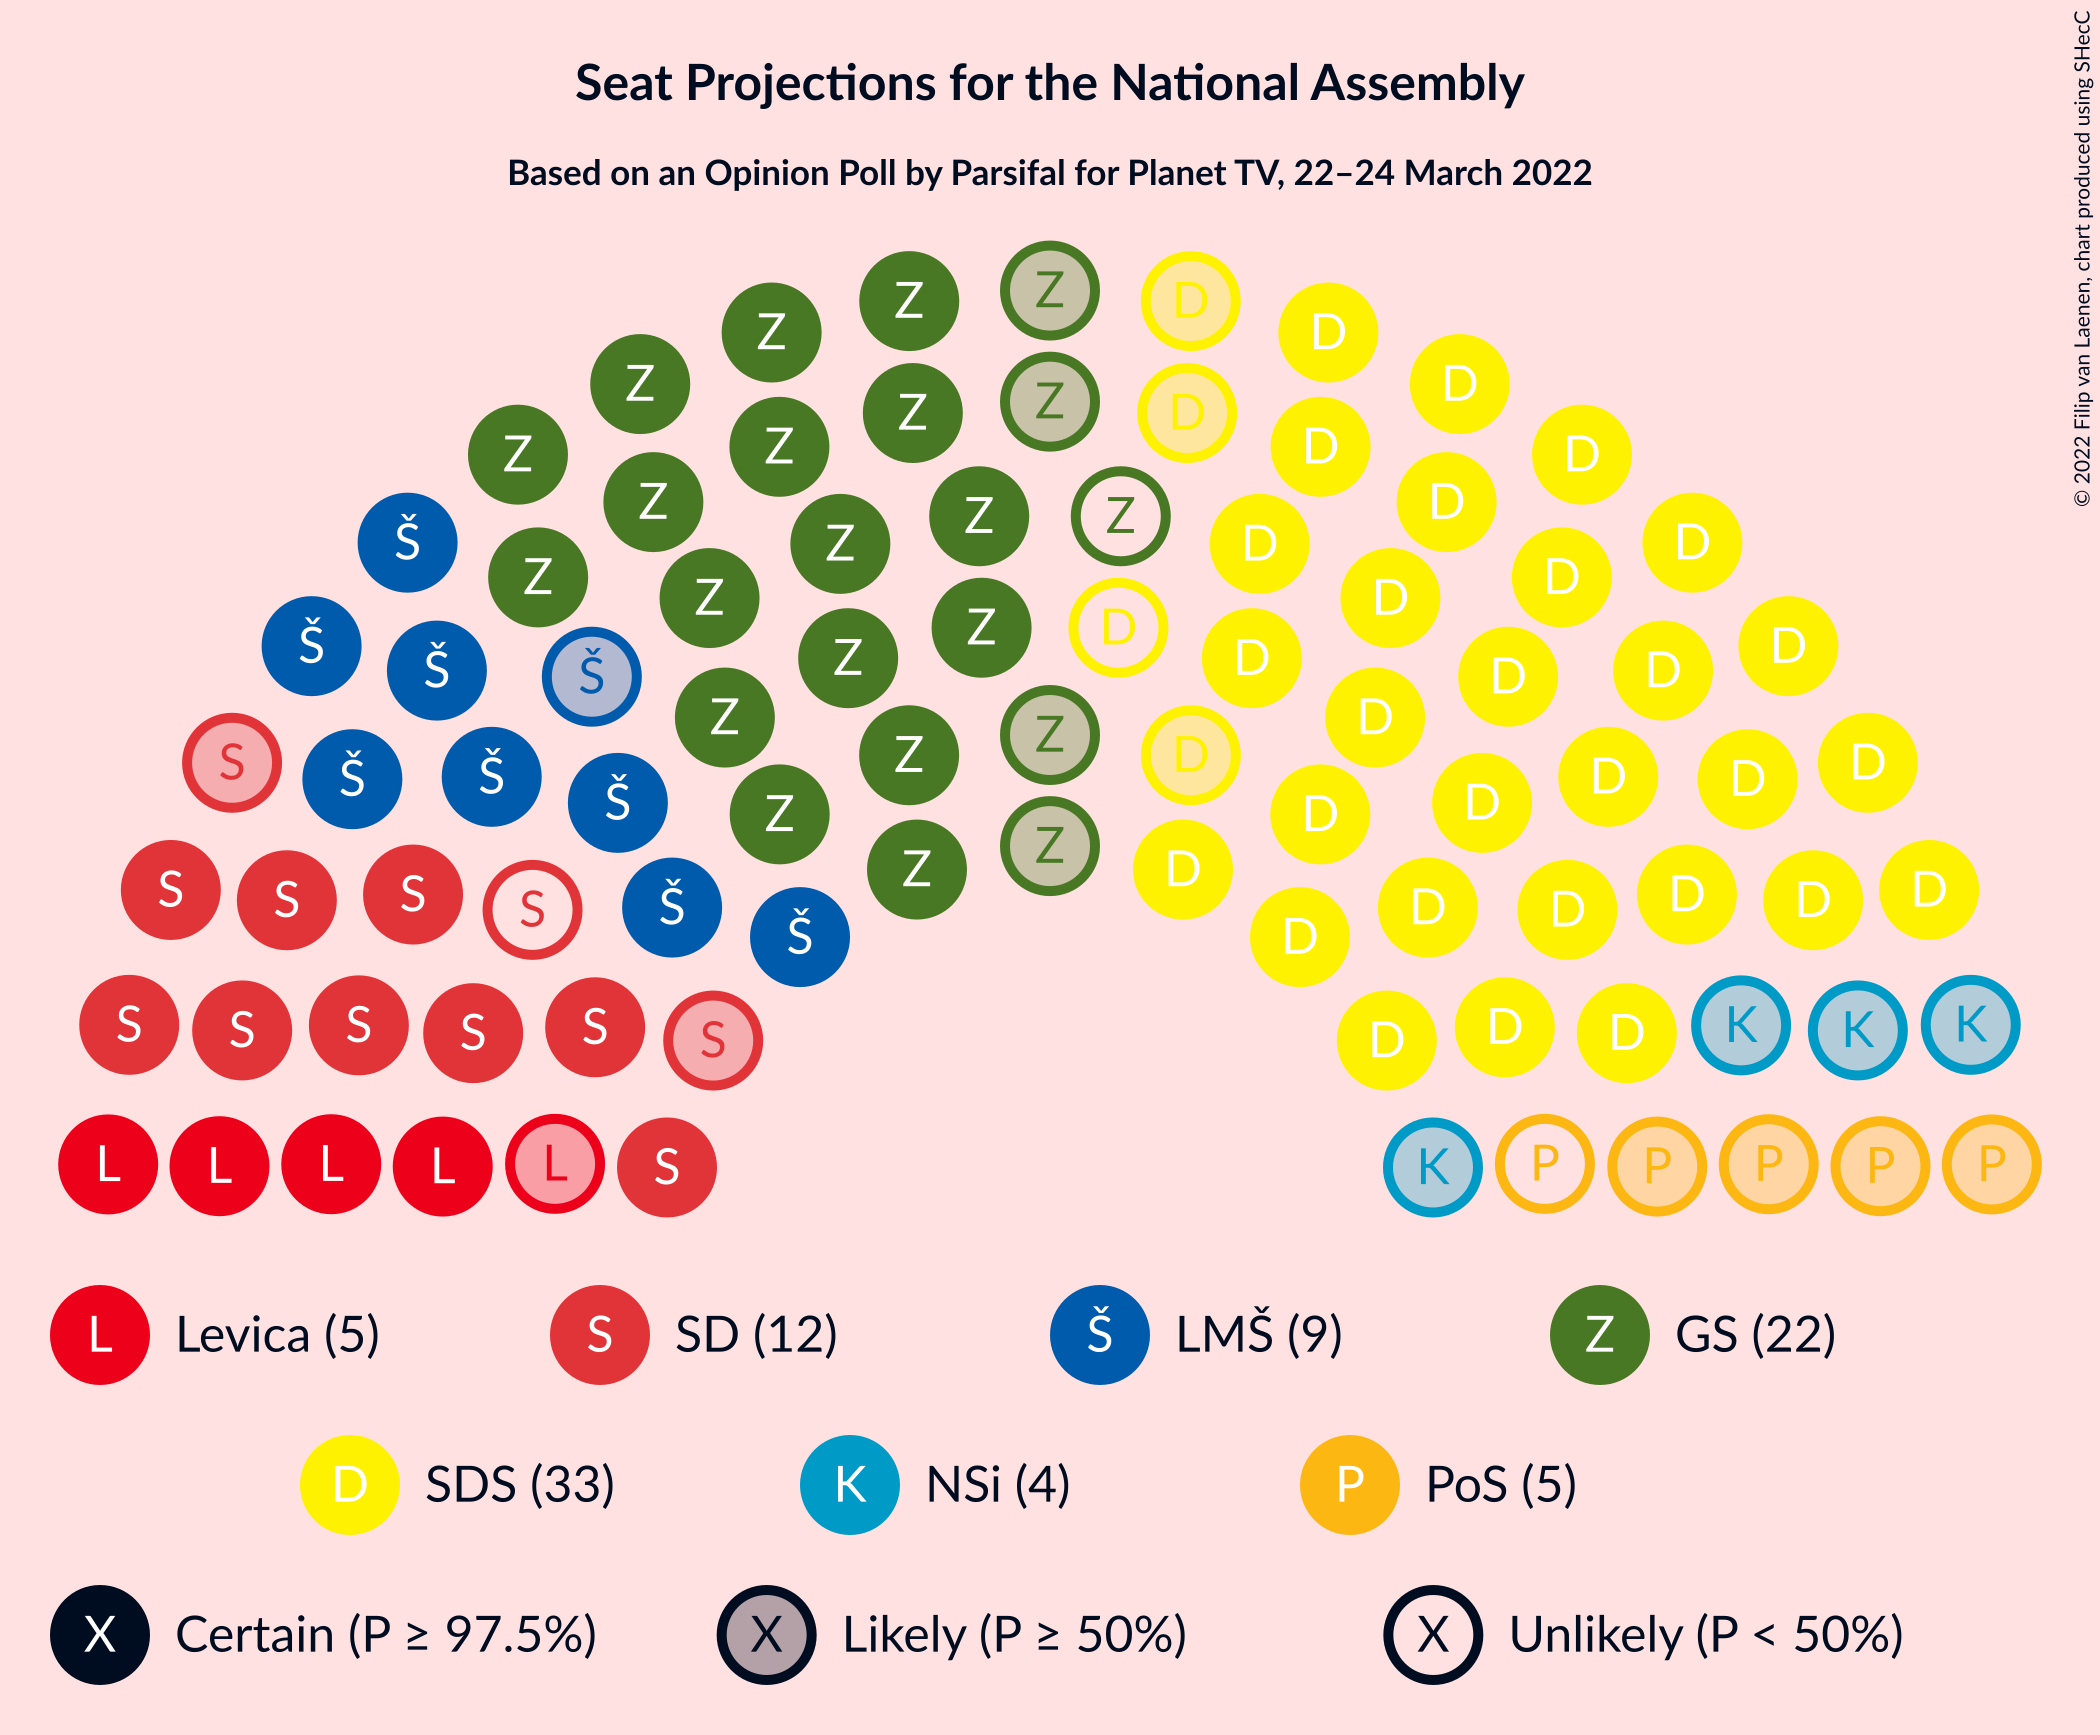 Seat Projections for the National Assembly
Based on an Opinion Poll by Parsifal for Planet TV, 22–24 March 2022
© 2022 Filip van Laenen, chart produced using SHecC
Z Z Z Z D D D
Z Z Z Z D D D
Z Z D D
Š Z Z Z Z D D D
Z Z D D
Š Z Z D D D
Š Š Z Z D D D D
S Š Š Z Z D D D D
Š Z D D D
S S S S Š Z Z D D D D D D
Š D
S S S S S S D D D K K K
L L L L L S K P P P P P
L Levica (5) S SD (12) Š LMŠ (9) Z GS (22)
D SDS (33) K NSi (4) P PoS (5)
X Certain (P ≥ 97.5%) X Likely (P ≥ 50%) X Unlikely (P < 50%)